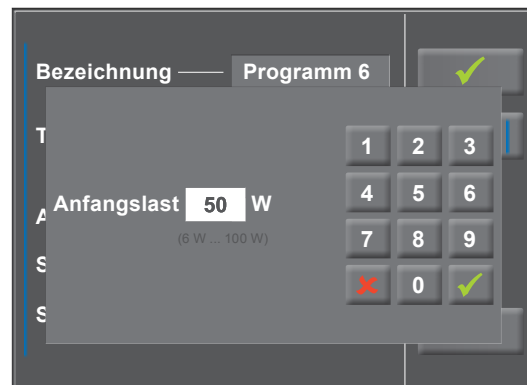 Bezeichnung Programm 6
T
1 2 3
Anfangslast 50 W
4 5 6
A
(6 W ... 100 W)
7 8 9
S
0
S